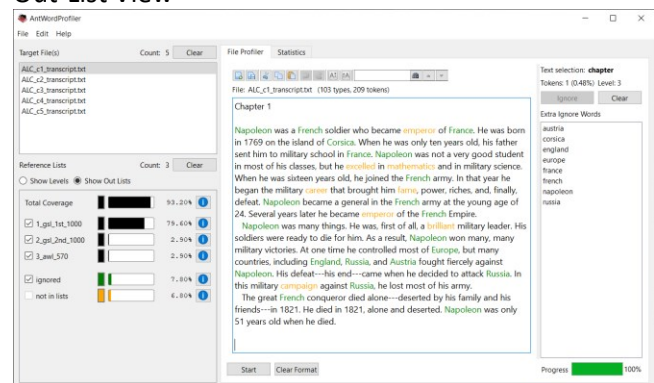 Out-List View
AntWordProfiler
File Edit Help
Target File(s) Count: 5 Clear
ALC_c1_transcript.txt
ALC_c2_transcript.txt
ALC_c3_transcript.txt
ALC_c4_transcript.txt
ALC_c5_transcript.txt
Reference Lists Count: 3 Clear
Show Levels Show Out Lists
Total Coverage 93.20%
1_gsl_1st_1000 79.60%
2_gsl_2nd_1000 2.90%
3_awl_570 2.90%
ignored 7.80%
not in lists 6.80%
File Profiler Statistics
File: ALC_c1_transcript.txt (103 types, 209 tokens)
Chapter 1
Napoleon was a French soldier who became emperor of France. He was born
in 1769 on the island of Corsica. When he was only ten years old, his father
sent him to military school in France. Napoleon was not a very good student
in most of his classes, but he excelled in mathematics and in military science.
When he was sixteen years old, he joined the French army. In that year he
began the military career that brought him fame, power, riches, and, finally,
defeat. Napoleon became a general in the French army at the young age of
24. Several years later he became emperor of the French Empire.
Napoleon was many things. He was, first of all, a brilliant military leader. His
soldiers were ready to die for him. As a result, Napoleon won many, many
military victories. At one time he controlled most of Europe, but many
countries, including England, Russia, and Austria fought fiercely against
Napoleon. His defeat---his end---came when he decided to attack Russia. In
this military campaign against Russia, he lost most of his army.
The great French conqueror died alone---deserted by his family and his
friends---in 1821. He died in 1821, alone and deserted. Napoleon was only
51 years old when he died.
Start Clear Format
Text selection: chapter
Tokens: 1 (0.48%) Level: 3
Ignore Clear
Extra Ignore Words
austria
corsica
england
europe
france
french
napoleon
russia
Progress 100%